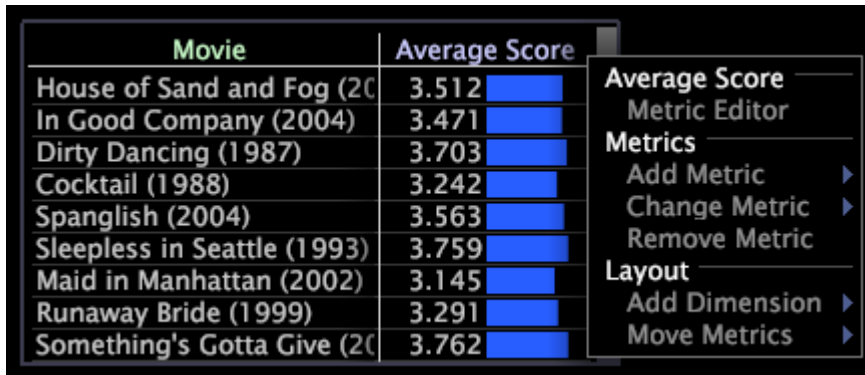 Movie Average Score
House of Sand and Fog (20
3.512
In Good Company (2004) 3.471
Dirty Dancing (1987) 3.703
Cocktail (1988) 3.242
Spanglish (2004) 3.563
Sleepless in Seattle (1993) 3.759
Maid in Manhattan (2002) 3.145
Runaway Bride (1999) 3.291
Something's Gotta Give (20 3.762
Average Score
Metric Editor
Metrics
Add Metric
Change Metric
Remove Metric
Layout
Add Dimension
Move Metrics